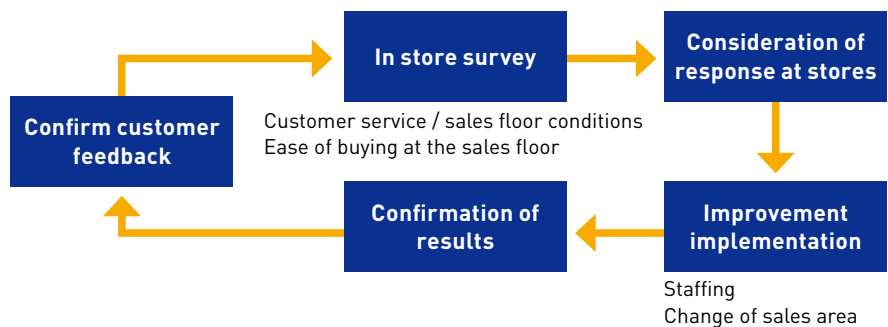 In store survey
Consideration of
response at stores
Customer service / sales floor conditions
Ease of buying at the sales floor
Confirm customer
feedback
Confirmation of
results
Improvement
implementation
Staffing
Change of sales area